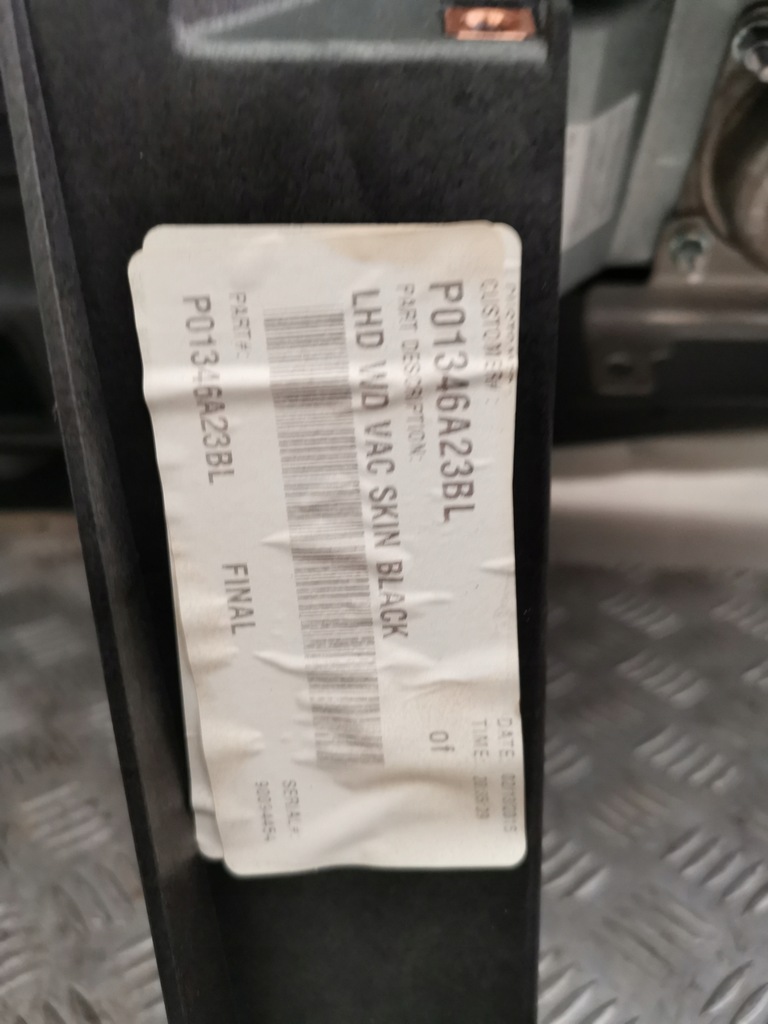 CUSTOMER# :
P01346A23BL
PART DESCRIPTION:
LHD WD VAC SKIN BLACK
DATE
TIME
of
PART#:
P01346A23BL
FINAL
SERIAL#: